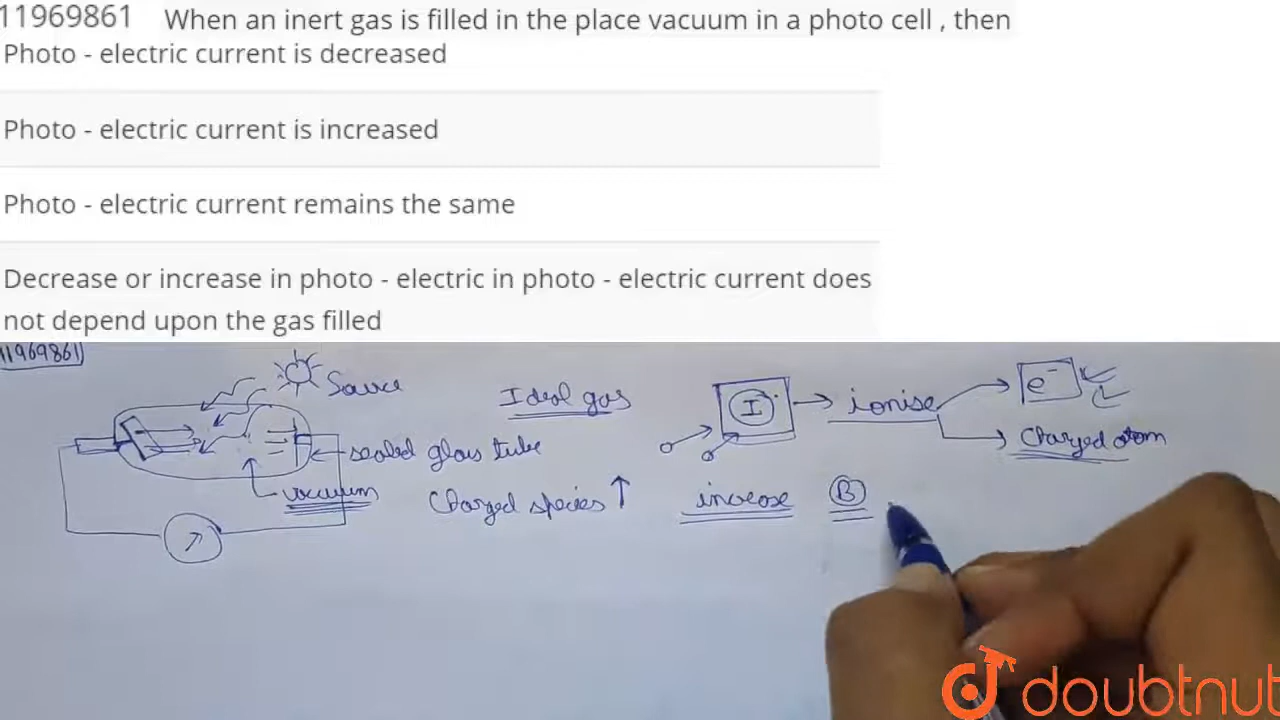 11969861 When an inert gas is filled in the place vacuum in a photo cell , then
Photo - electric current is decreased
Photo - electric current is increased
Photo - electric current remains the same
Decrease or increase in photo - electric in photo - electric current does
not depend upon the gas filled
11969861
Source
Ideal gas
I
ionise
e-
Charged atom
sealed glass tube
vacuum
Charged species ↑
increase
B
doubtnut